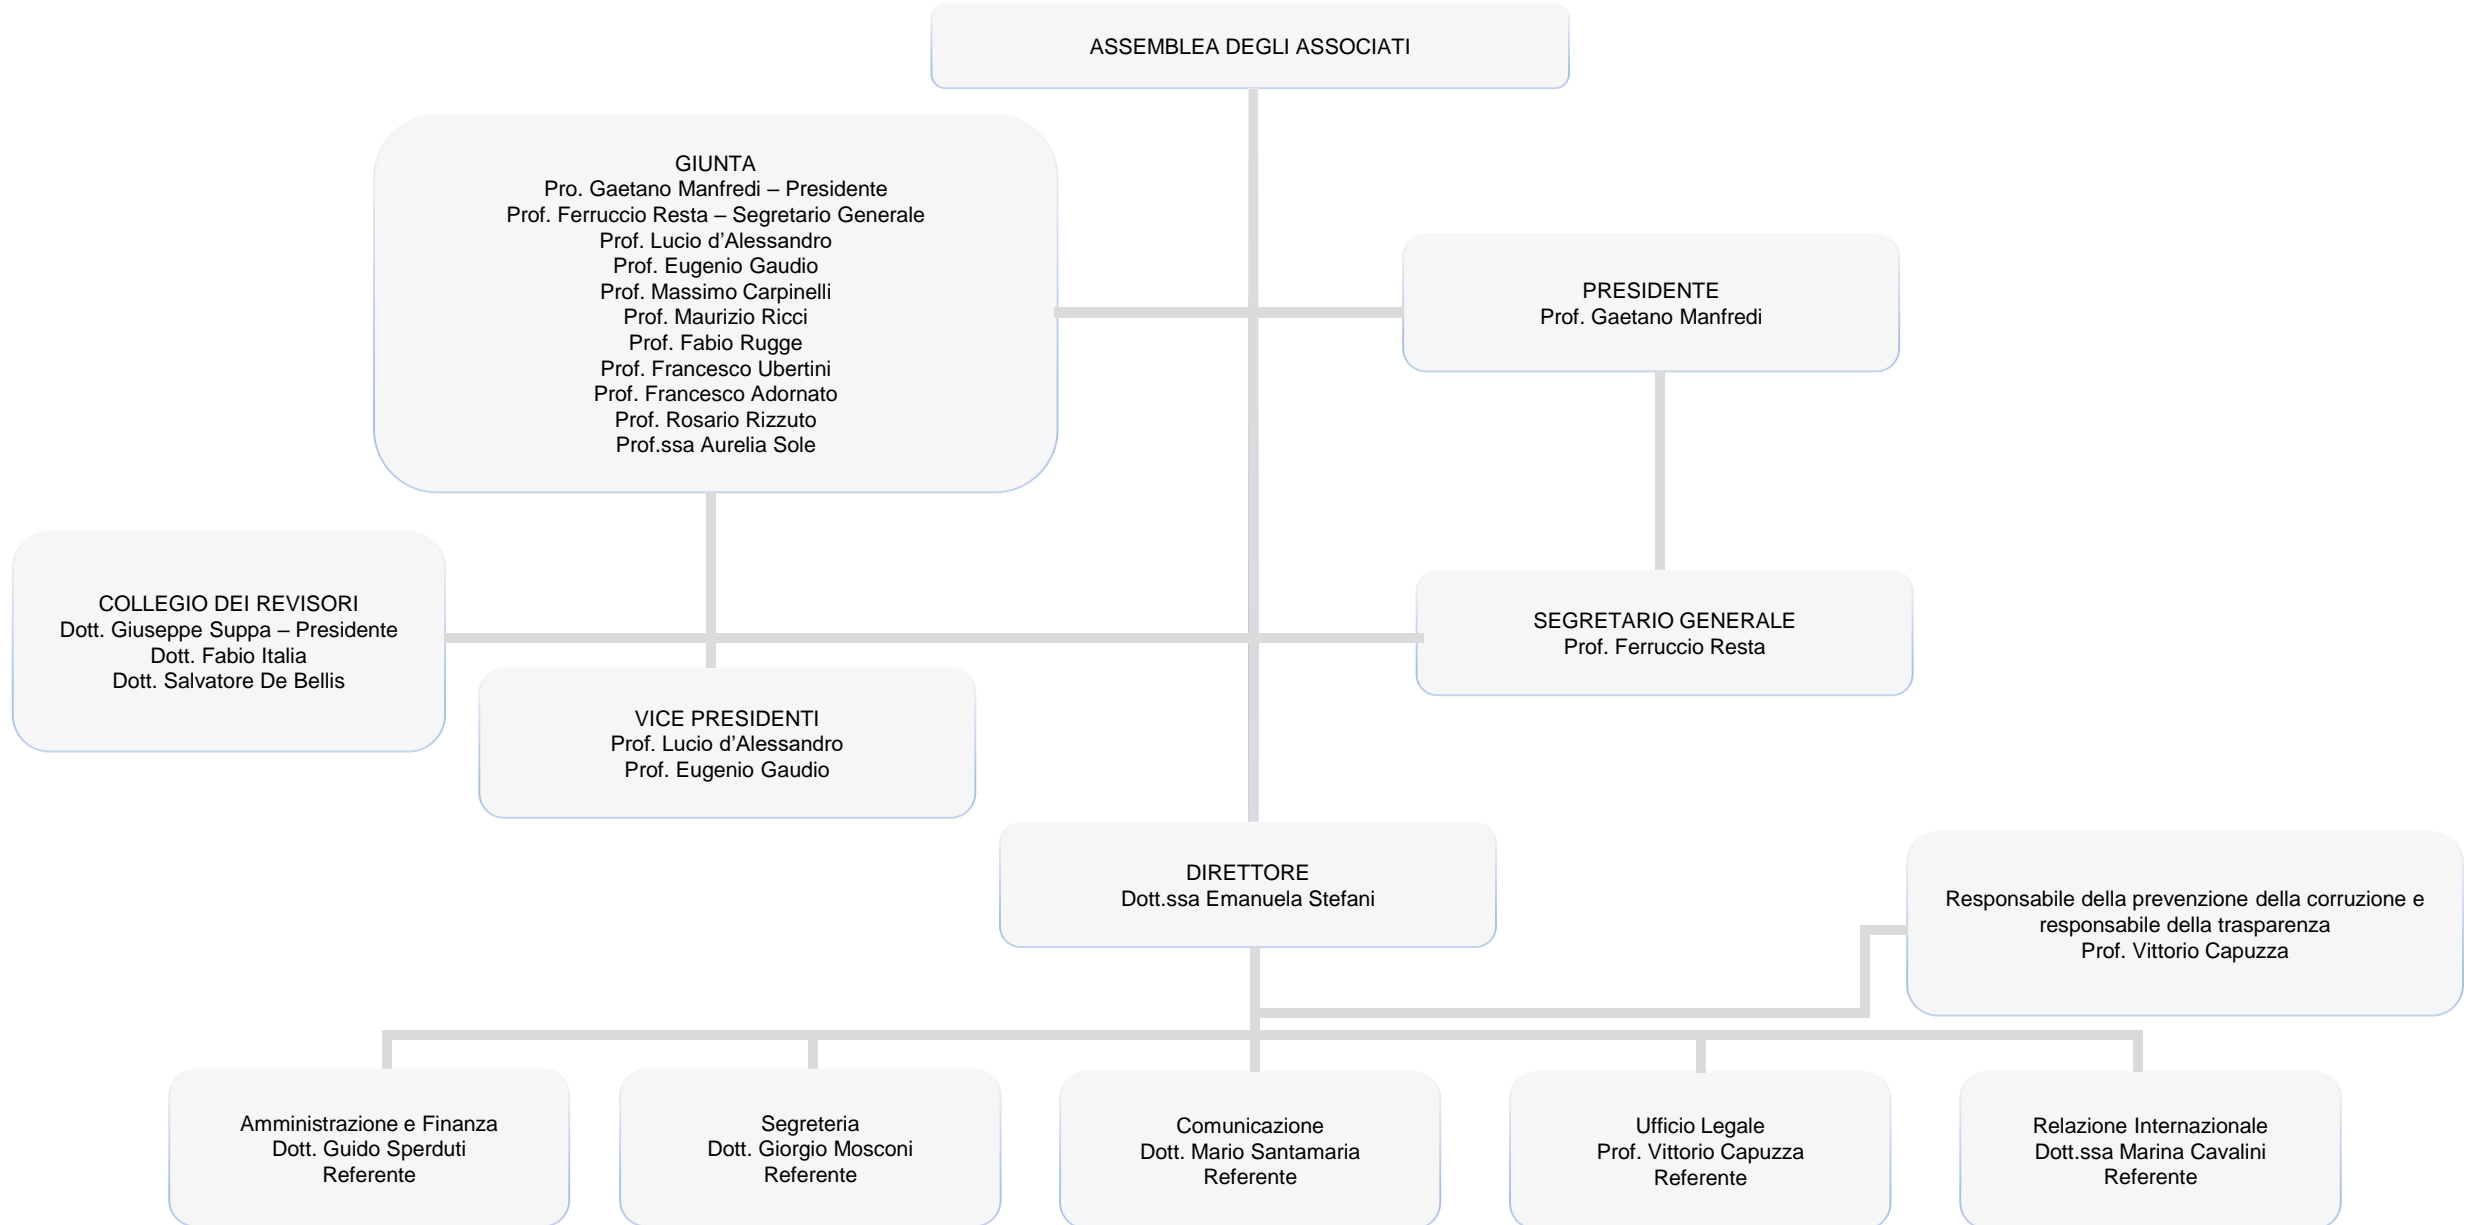 ASSEMBLEA DEGLI ASSOCIATI
GIUNTA
Pro. Gaetano Manfredi – Presidente
Prof. Ferruccio Resta – Segretario Generale
Prof. Lucio d’Alessandro
Prof. Eugenio Gaudio
Prof. Massimo Carpinelli
Prof. Maurizio Ricci
Prof. Fabio Rugge
Prof. Francesco Ubertini
Prof. Francesco Adornato
Prof. Rosario Rizzuto
Prof.ssa Aurelia Sole
PRESIDENTE
Prof. Gaetano Manfredi
COLLEGIO DEI REVISORI
Dott. Giuseppe Suppa – Presidente
Dott. Fabio Italia
Dott. Salvatore De Bellis
SEGRETARIO GENERALE
Prof. Ferruccio Resta
VICE PRESIDENTI
Prof. Lucio d’Alessandro
Prof. Eugenio Gaudio
DIRETTORE
Dott.ssa Emanuela Stefani
Responsabile della prevenzione della corruzione e
responsabile della trasparenza
Prof. Vittorio Capuzza
Amministrazione e Finanza
Dott. Guido Sperduti
Referente
Segreteria
Dott. Giorgio Mosconi
Referente
Comunicazione
Dott. Mario Santamaria
Referente
Ufficio Legale
Prof. Vittorio Capuzza
Referente
Relazione Internazionale
Dott.ssa Marina Cavalini
Referente